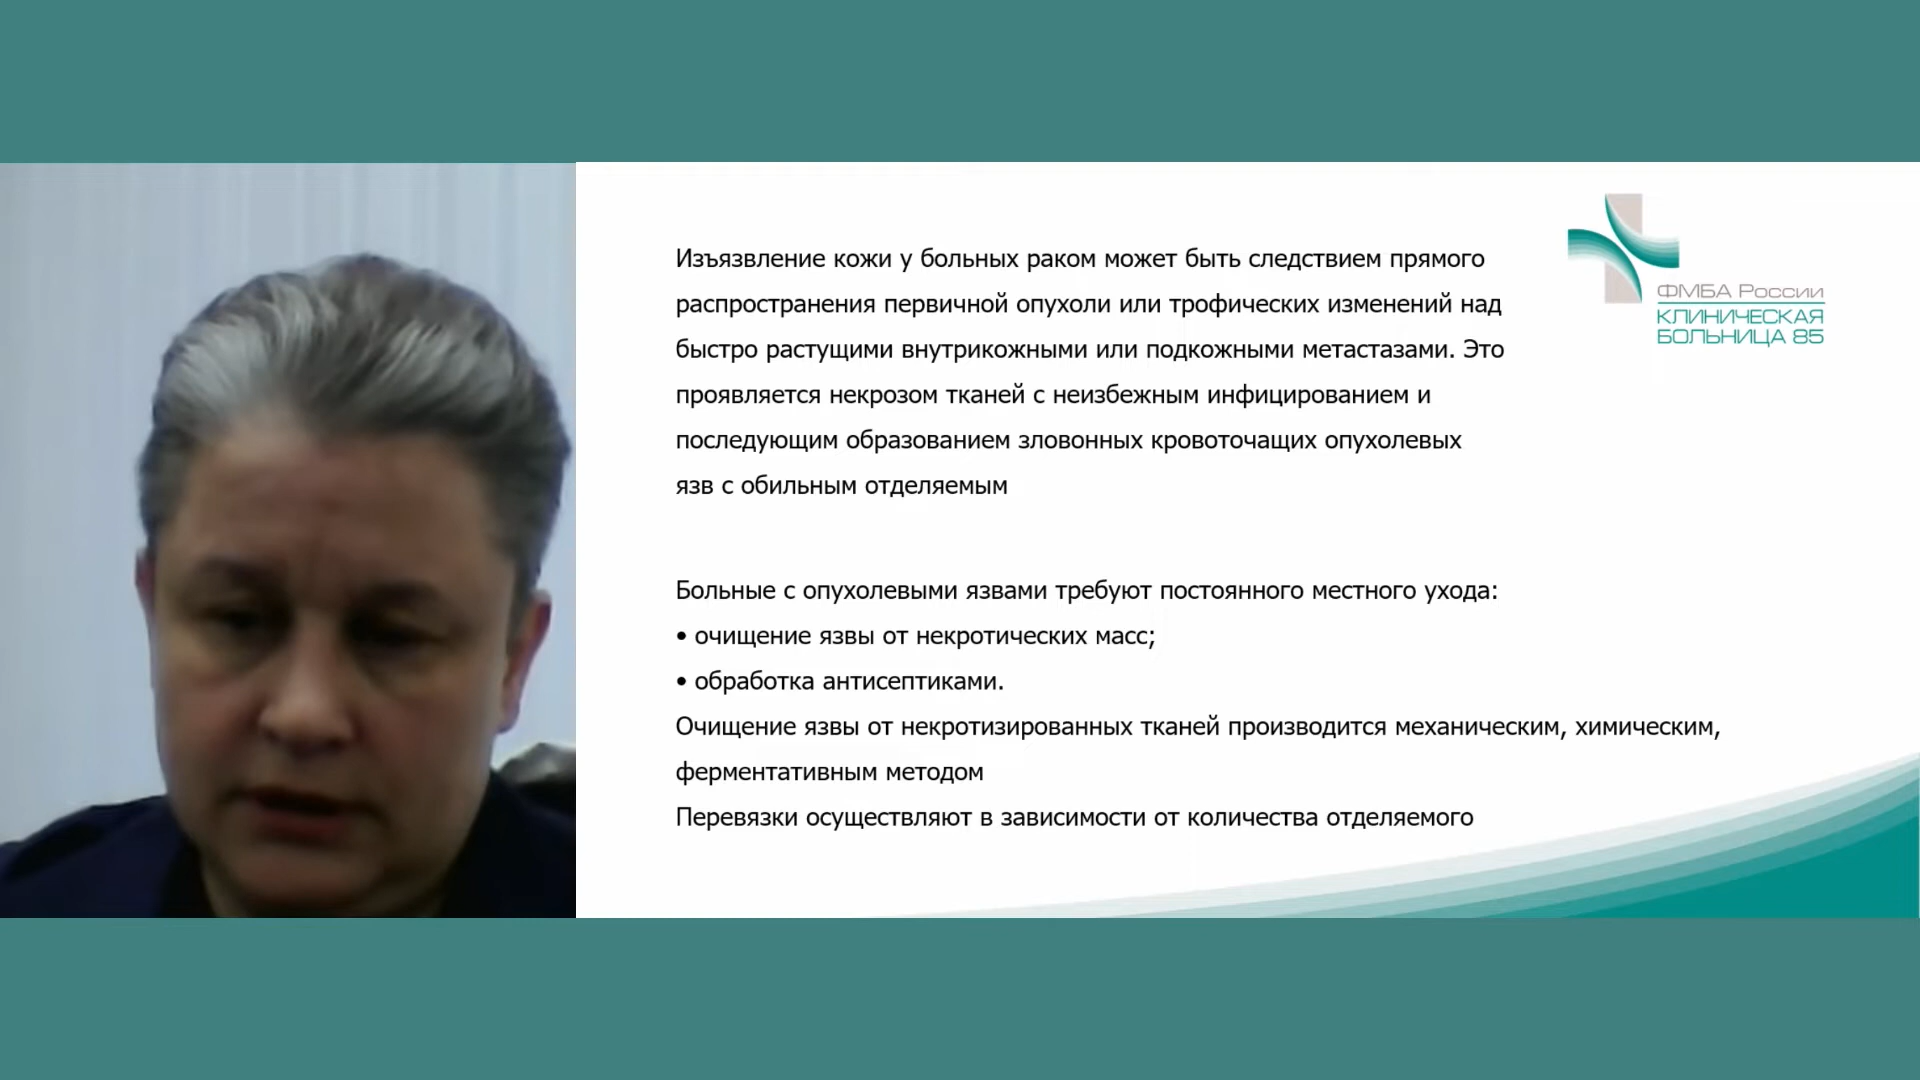 Изъязвление кожи у больных раком может быть следствием прямого
распространения первичной опухоли или трофических изменений над
быстро растущими внутрикожными или подкожными метастазами. Это
проявляется некрозом тканей с неизбежным инфицированием и
последующим образованием зловонных кровоточащих опухолевых
язв с обильным отделяемым
ФМБА России
КЛИНИЧЕСКАЯ
БОЛЬНИЦА 85
Больные с опухолевыми язвами требуют постоянного местного ухода:
• очищение язвы от некротических масс;
• обработка антисептиками.
Очищение язвы от некротизированных тканей производится механическим, химическим,
ферментативным методом
Перевязки осуществляют в зависимости от количества отделяемого